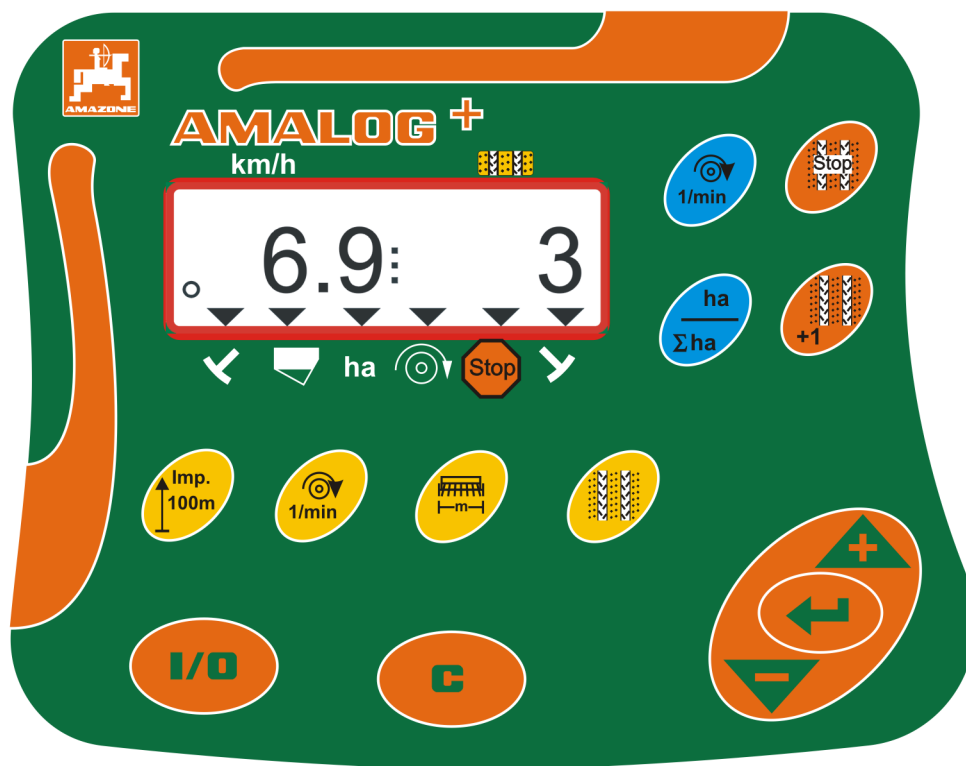 AMAZONE
AMALOG+
km/h
6.9 3
ha
Stop
1/min
Stop
ha
Σha
+1
Imp.
100m
1/min
m
+
-
I/O
C